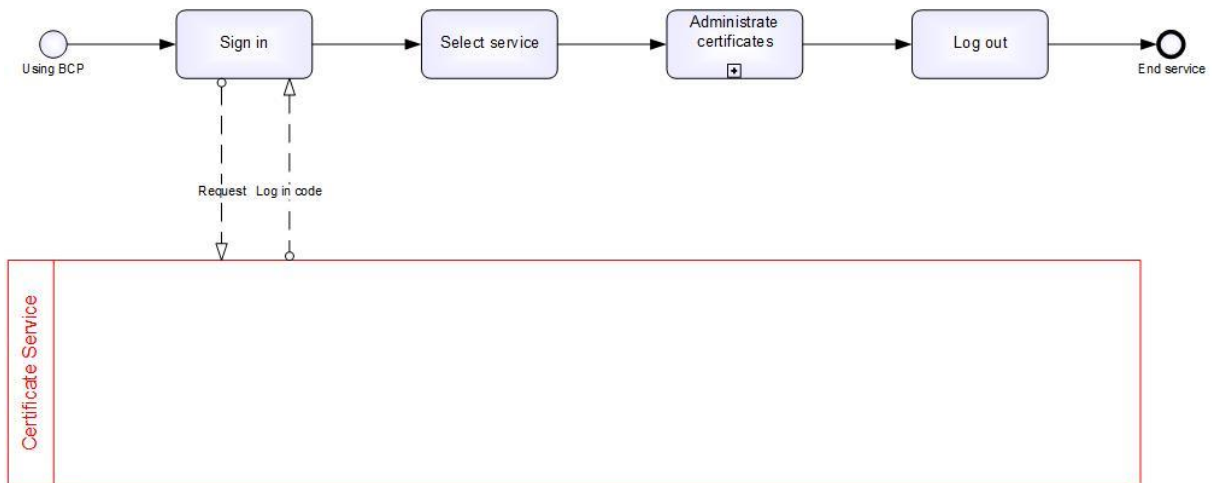 Sign in
Select service
Administrate
certificates
Log out
Using BCP
End service
Request
Log in code
Certificate Service